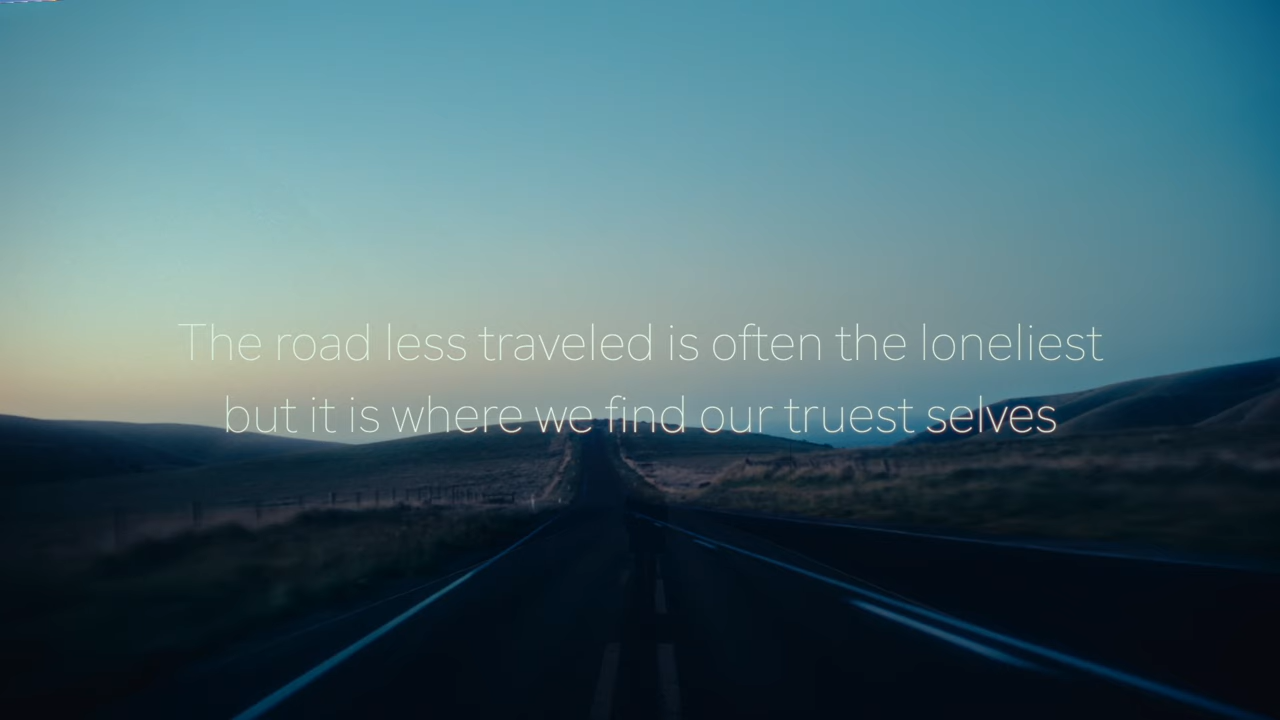 The road less traveled is often the loneliest
but it is where we find our truest selves